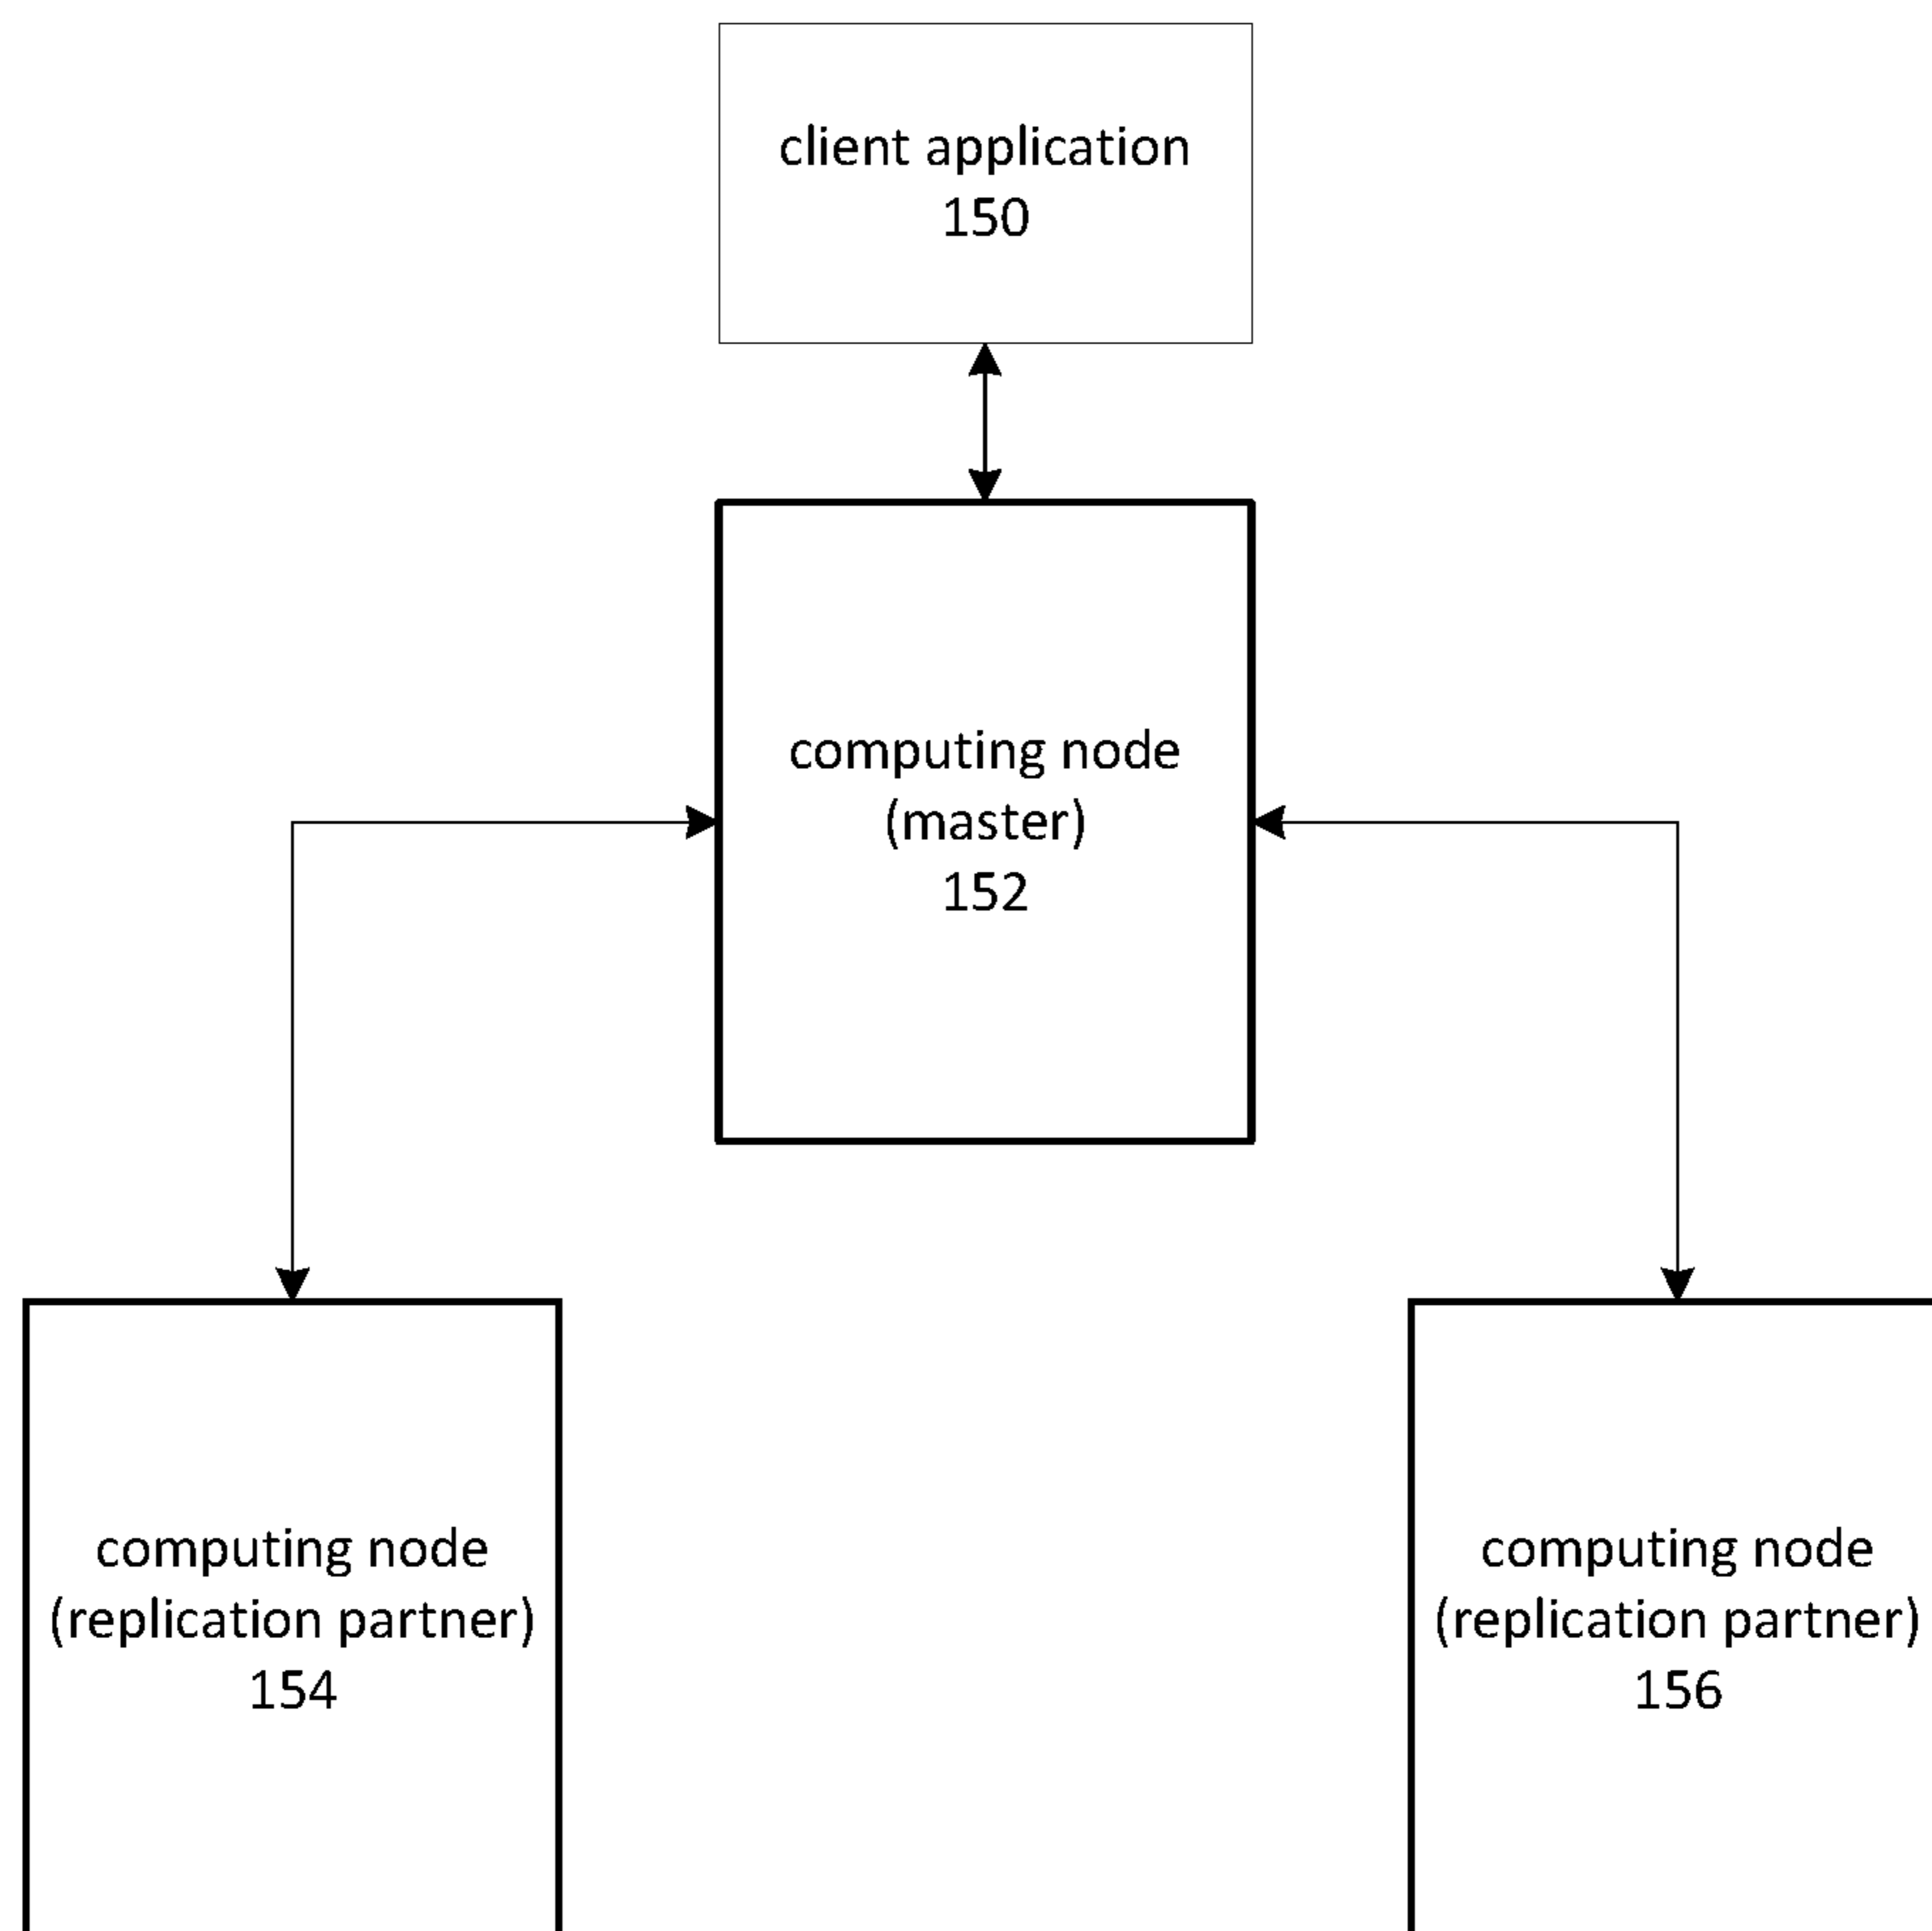 client application
150
computing node
(master)
152
computing node
(replication partner)
154
computing node
(replication partner)
156